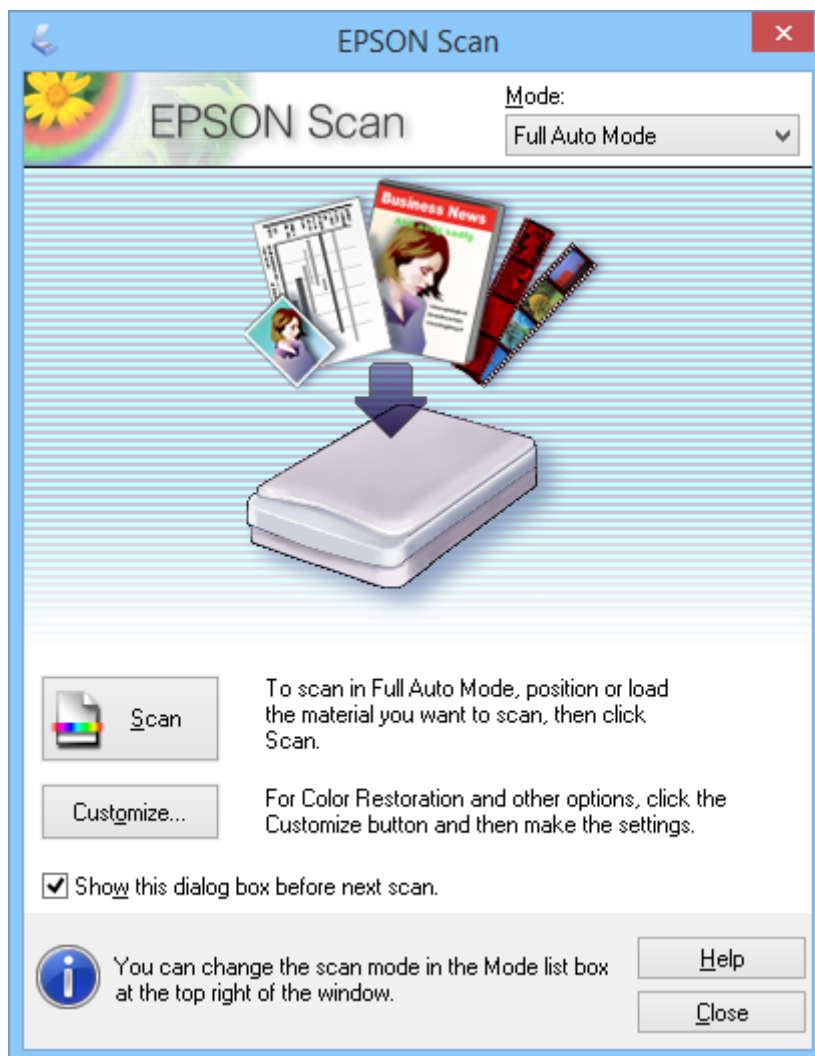 EPSON Scan
EPSON Scan
Mode:
Full Auto Mode
Business News
Scan
To scan in Full Auto Mode, position or load
the material you want to scan, then click
Scan.
Customize...
For Color Restoration and other options, click the
Customize button and then make the settings.
Show this dialog box before next scan.
You can change the scan mode in the Mode list box
at the top right of the window.
Help
Close